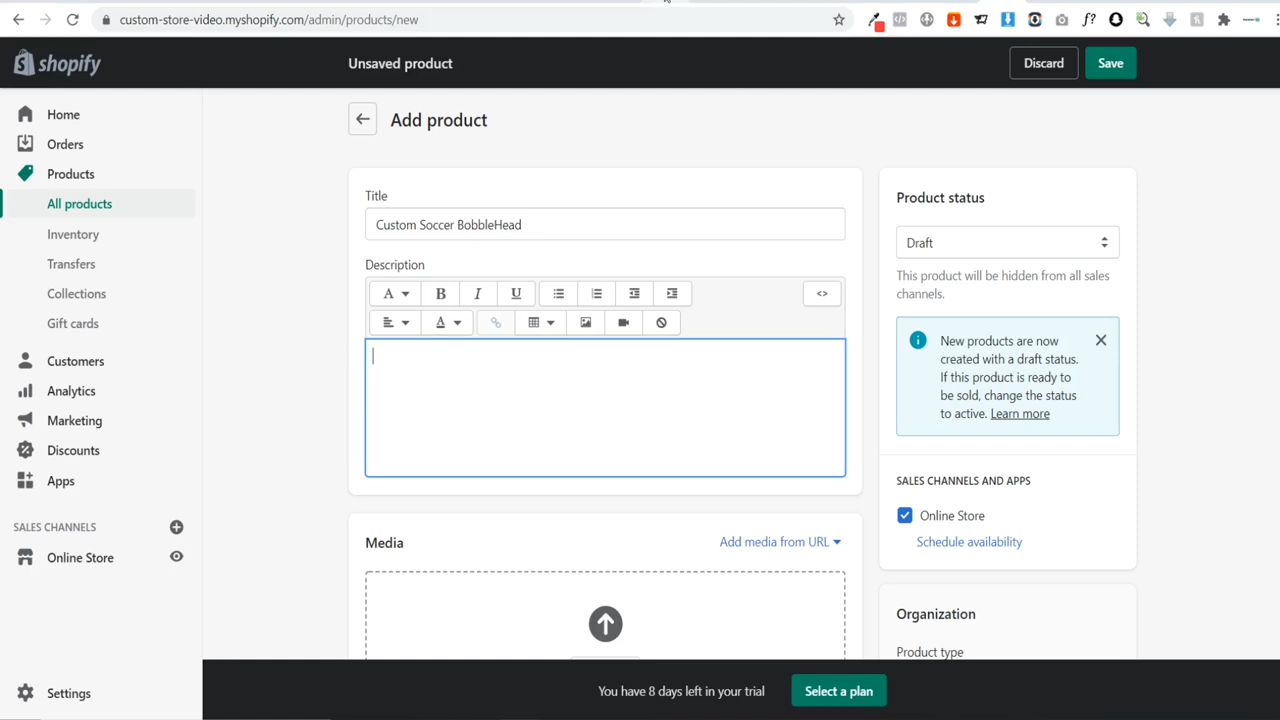 custom-store-video.myshopify.com/admin/products/new
f?
shopify
Unsaved product
Discard
Save
Home
Orders
Products
All products
Inventory
Transfers
Collections
Gift cards
Customers
Analytics
Marketing
Discounts
Apps
SALES CHANNELS
Online Store
Settings
Add product
Title
Custom Soccer BobbleHead
Description
A
B
I
U
<>
A
Media
Add media from URL
Product status
Draft
This product will be hidden from all sales
channels.
New products are now
created with a draft status.
If this product is ready to
be sold, change the status
to active. Learn more
SALES CHANNELS AND APPS
Online Store
Schedule availability
Organization
Product type
You have 8 days left in your trial
Select a plan